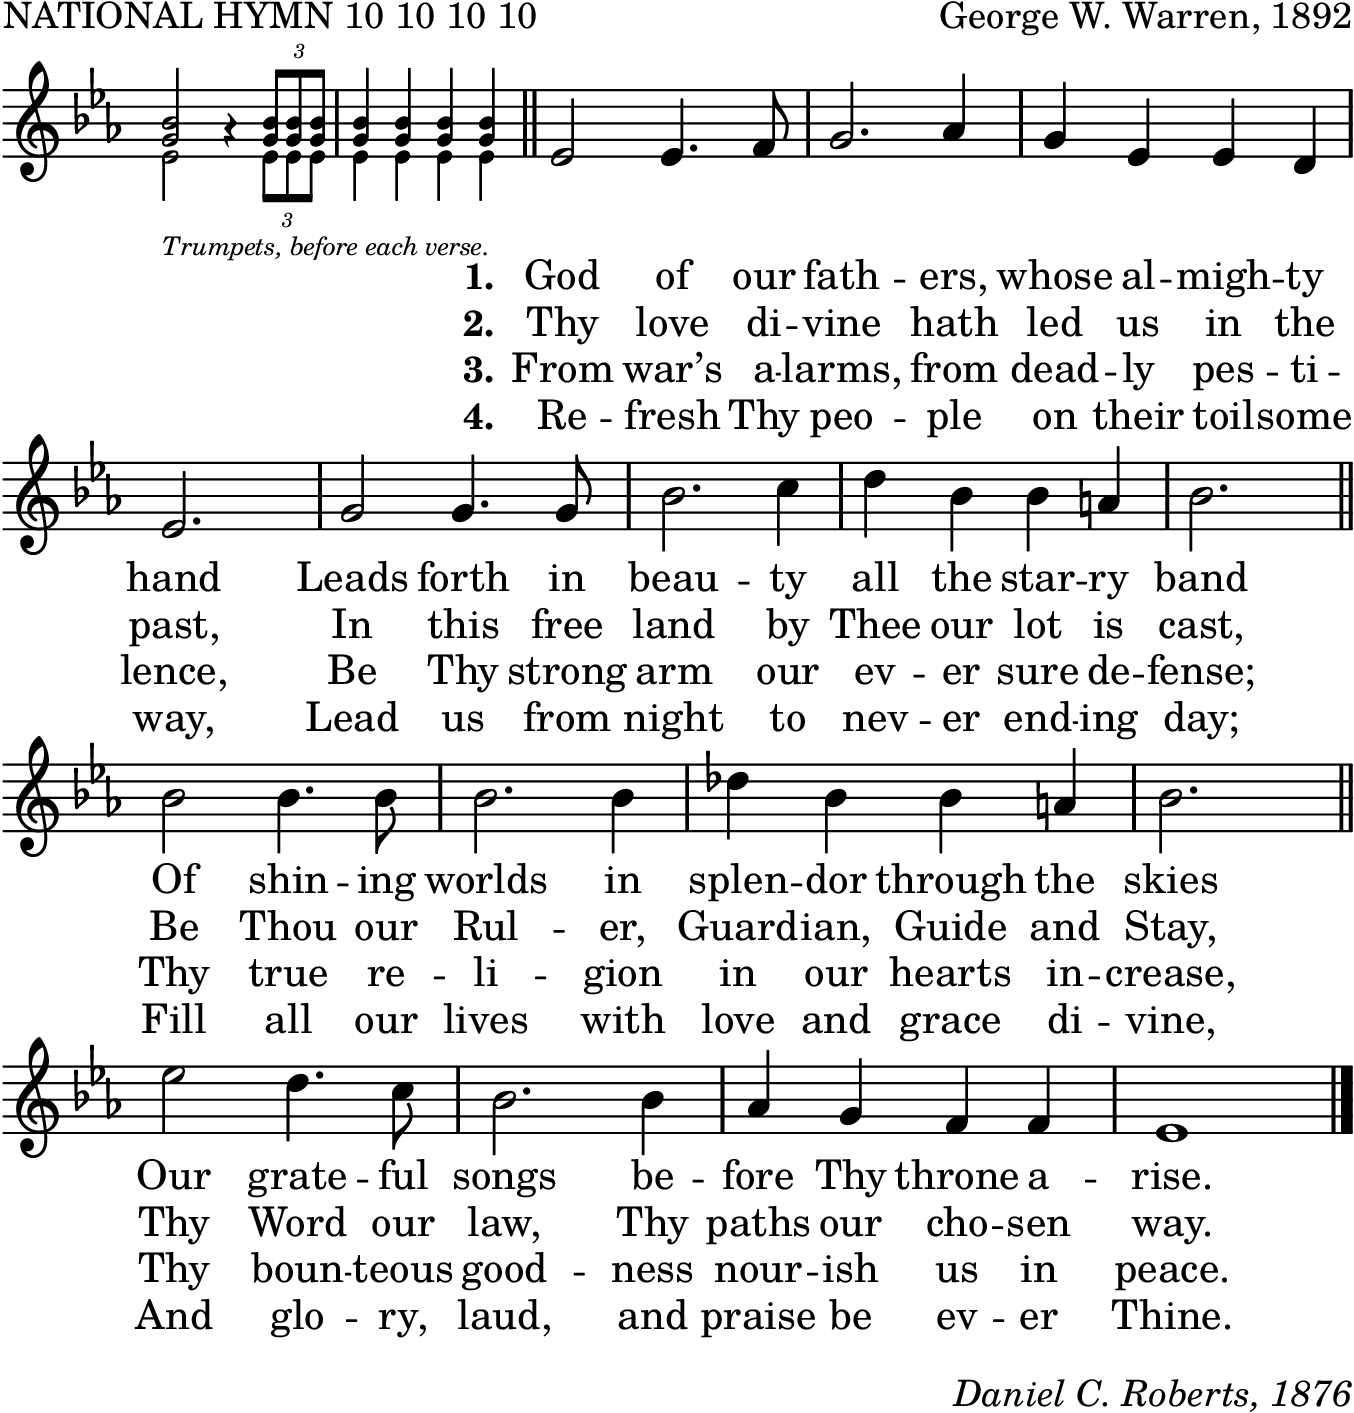 NATIONAL HYMN 10 10 10 10 George W. Warren, 1892
3
3
Trumpets, before each verse.
1. God of our fath -- ers, whose al -- migh -- ty
2. Thy love di -- vine hath led us in the
3. From war’s a -- larms, from dead -- ly pes -- ti --
4. Re -- fresh Thy peo -- ple on their toilsome
hand Leads forth in beau -- ty all the star -- ry band
past, In this free land by Thee our lot is cast,
lence, Be Thy strong arm our ev -- er sure de -- fense;
way, Lead us from night to nev -- er end -- ing day;
Of shin -- ing worlds in splen -- dor through the skies
Be Thou our Rul -- er, Guardian, Guide and Stay,
Thy true re -- li -- gion in our hearts in -- crease,
Fill all our lives with love and grace di -- vine,
Our grate -- ful songs be -- fore Thy throne a -- rise.
Thy Word our law, Thy paths our cho -- sen way.
Thy boun -- teous good -- ness nour -- ish us in peace.
And glo -- ry, laud, and praise be ev -- er Thine.
Daniel C. Roberts, 1876